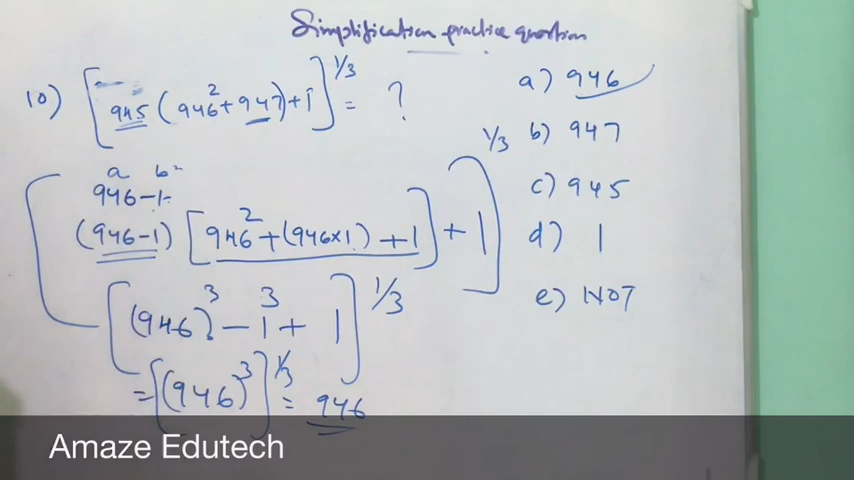 Simplification practice question
10) [945 (946² + 947) + 1]^1/3 = ?
a) 946
b) 947
c) 945
d) 1
e) NOT
a b
946-1
[(946-1) [946² + (946×1) + 1] + 1]^1/3
[(946)³ - 1³ + 1]^1/3
= [(946)³]^1/3 = 946
Amaze Edutech